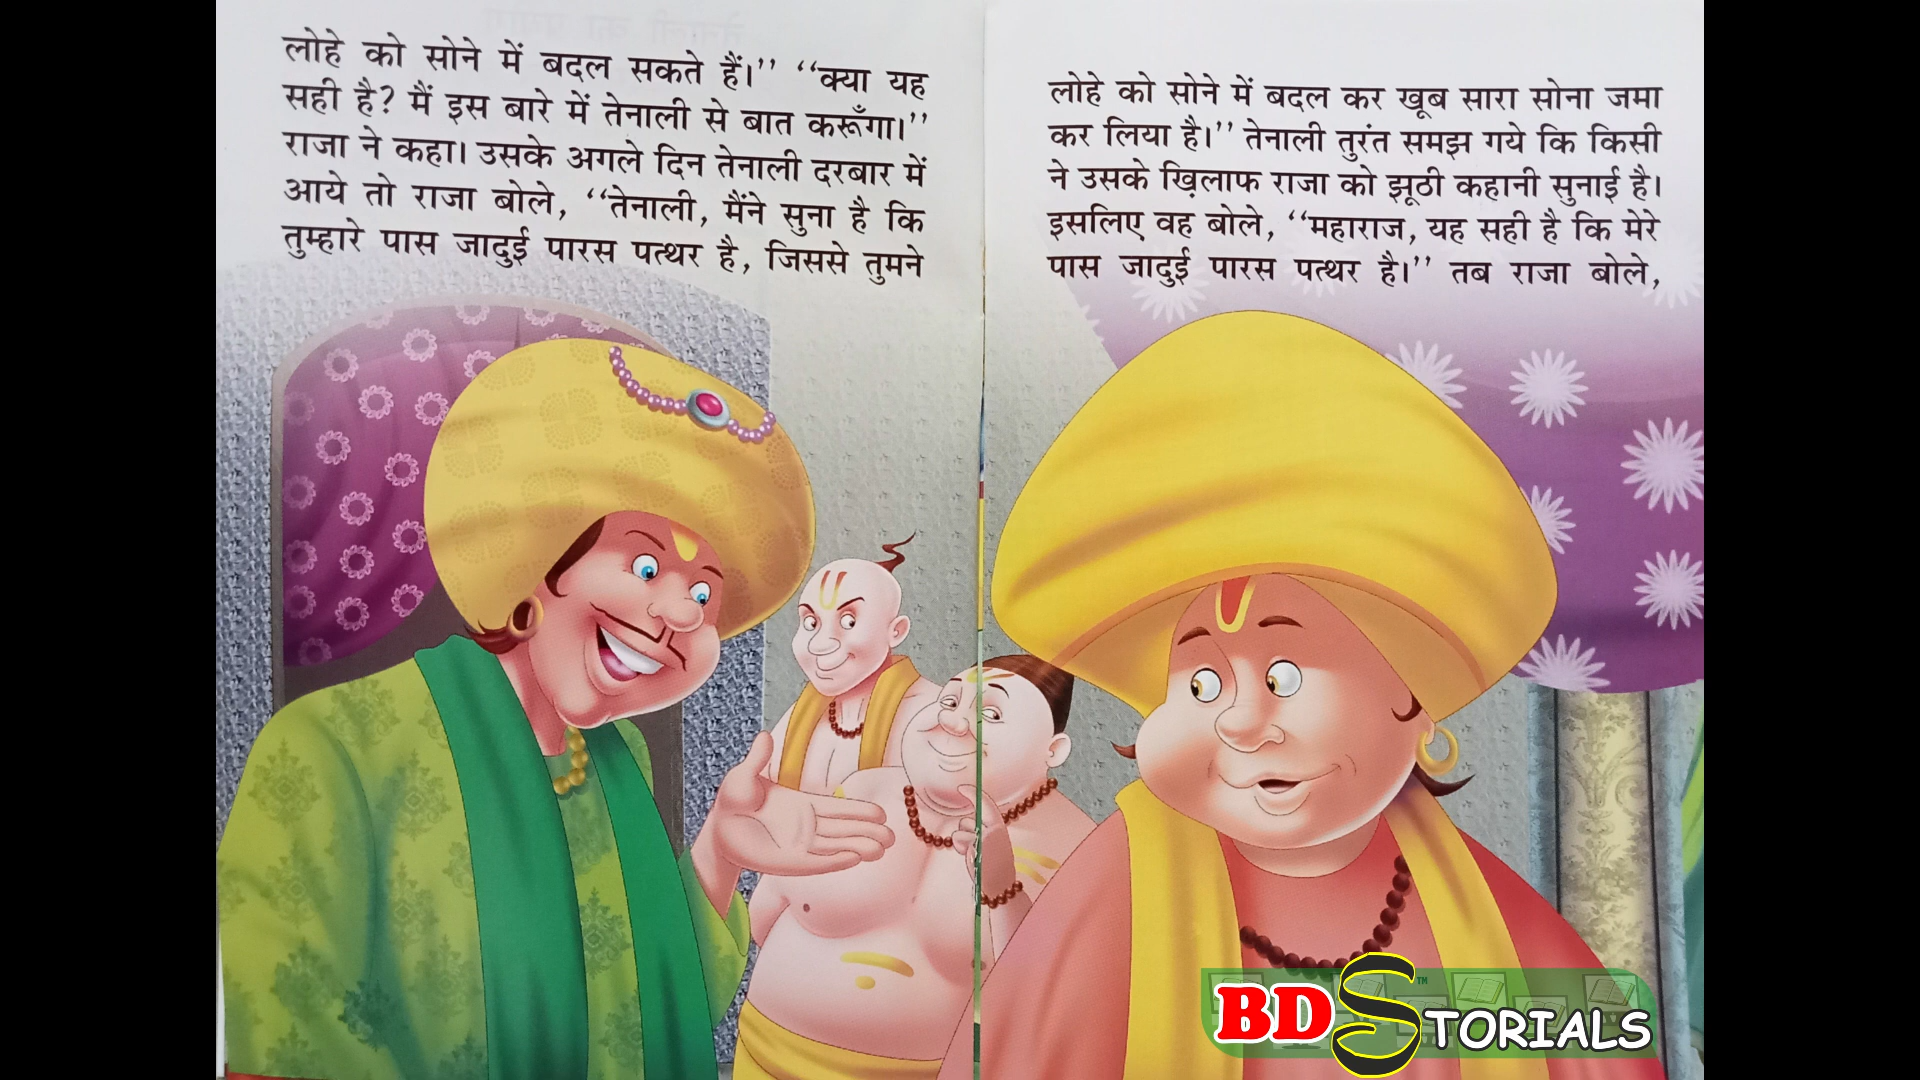 लोहे को सोने में बदल सकते हैं।’’ ‘‘क्या यह
सही है? मैं इस बारे में तेनाली से बात करूँगा।’’
राजा ने कहा। उसके अगले दिन तेनाली दरबार में
आये तो राजा बोले, ‘‘तेनाली, मैंने सुना है कि
तुम्हारे पास जादुई पारस पत्थर है, जिससे तुमने
लोहे को सोने में बदल कर खूब सारा सोना जमा
कर लिया है।’’ तेनाली तुरंत समझ गये कि किसी
ने उसके ख़िलाफ राजा को झूठी कहानी सुनाई है।
इसलिए वह बोले, ‘‘महाराज, यह सही है कि मेरे
पास जादुई पारस पत्थर है।’’ तब राजा बोले,
BD STORIALS™